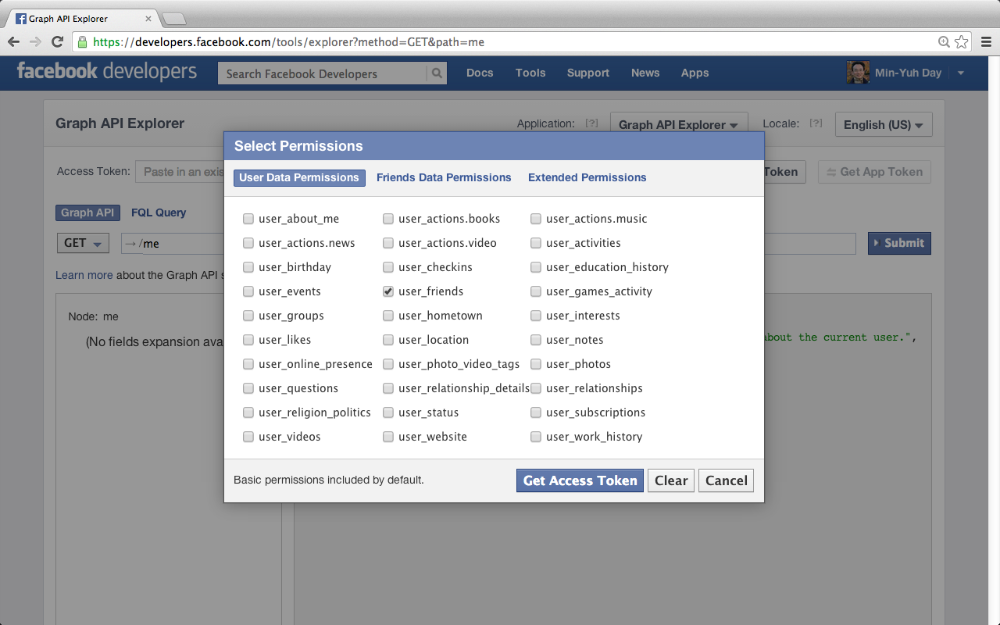 Graph API Explorer
https://developers.facebook.com/tools/explorer?method=GET&path=me
facebook developers Search Facebook Developers Docs Tools Support News Apps Min-Yuh Day
Graph API Explorer Application: [?] Graph API Explorer Locale: [?] English (US)
Select Permissions
Access Token: Paste in an exis Token Get App Token
User Data Permissions Friends Data Permissions Extended Permissions
Graph API FQL Query
user_about_me user_actions.books user_actions.music
GET → /me user_actions.news user_actions.video user_activities Submit
user_birthday user_checkins user_education_history
Learn more about the Graph API s
user_events user_friends user_games_activity
Node: me user_groups user_hometown user_interests
(No fields expansion ava user_likes user_location user_notes about the current user.",
user_online_presence user_photo_video_tags user_photos
user_questions user_relationship_details user_relationships
user_religion_politics user_status user_subscriptions
user_videos user_website user_work_history
Basic permissions included by default. Get Access Token Clear Cancel